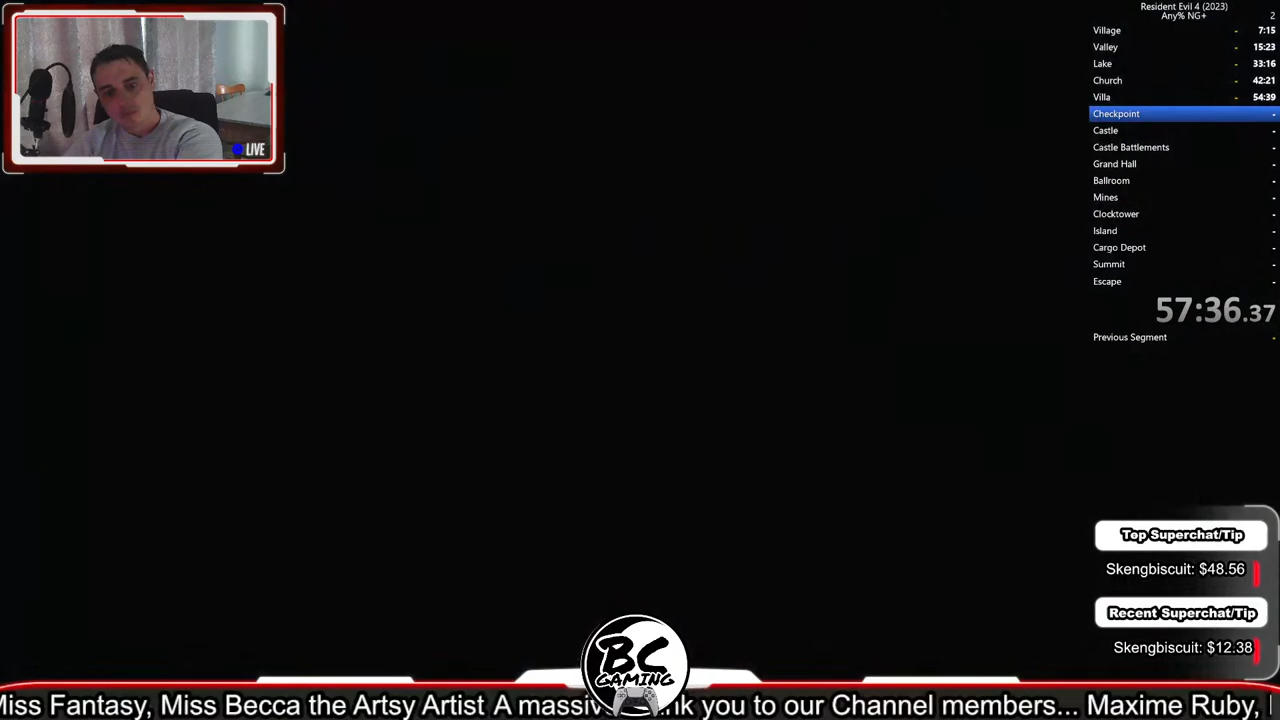 LIVE
Resident Evil 4 (2023)
Any% NG+ 2
Village - 7:15
Valley - 15:23
Lake - 33:16
Church - 42:21
Villa - 54:39
Checkpoint -
Castle -
Castle Battlements -
Grand Hall -
Ballroom -
Mines -
Clocktower -
Island -
Cargo Depot -
Summit -
Escape -
57:36.37
Previous Segment -
Top Superchat/Tip
Skengbiscuit: $48.56
Recent Superchat/Tip
Skengbiscuit: $12.38
BC
GAMING
Miss Fantasy, Miss Becca the Artsy Artist A massive you to our Channel members... Maxime Ruby,